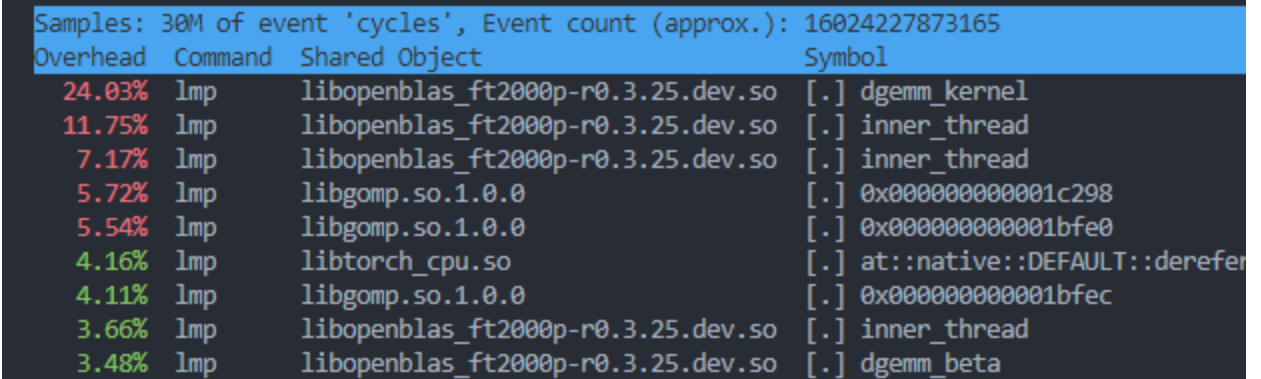 Samples: 30M of event 'cycles', Event count (approx.): 16024227873165
Overhead  Command  Shared Object                      Symbol
24.03%  lmp      libopenblas_ft2000p-r0.3.25.dev.so  [.] dgemm_kernel
11.75%  lmp      libopenblas_ft2000p-r0.3.25.dev.so  [.] inner_thread
7.17%  lmp      libopenblas_ft2000p-r0.3.25.dev.so  [.] inner_thread
5.72%  lmp      libgomp.so.1.0.0                    [.] 0x000000000001c298
5.54%  lmp      libgomp.so.1.0.0                    [.] 0x000000000001bfe0
4.16%  lmp      libtorch_cpu.so                     [.] at::native::DEFAULT::derefer
4.11%  lmp      libgomp.so.1.0.0                    [.] 0x000000000001bfec
3.66%  lmp      libopenblas_ft2000p-r0.3.25.dev.so  [.] inner_thread
3.48%  lmp      libopenblas_ft2000p-r0.3.25.dev.so  [.] dgemm_beta